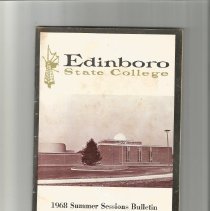 Edinboro
State College
1968 Summer Sessions Bulletin